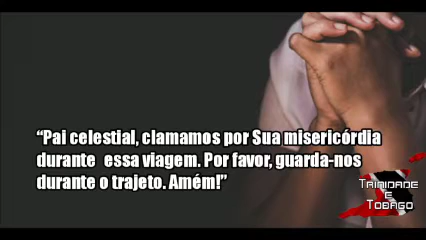 “Pai celestial, clamamos por Sua misericórdia
durante essa viagem. Por favor, guarda-nos
durante o trajeto. Amém!”
Trinidade
e
Tobago